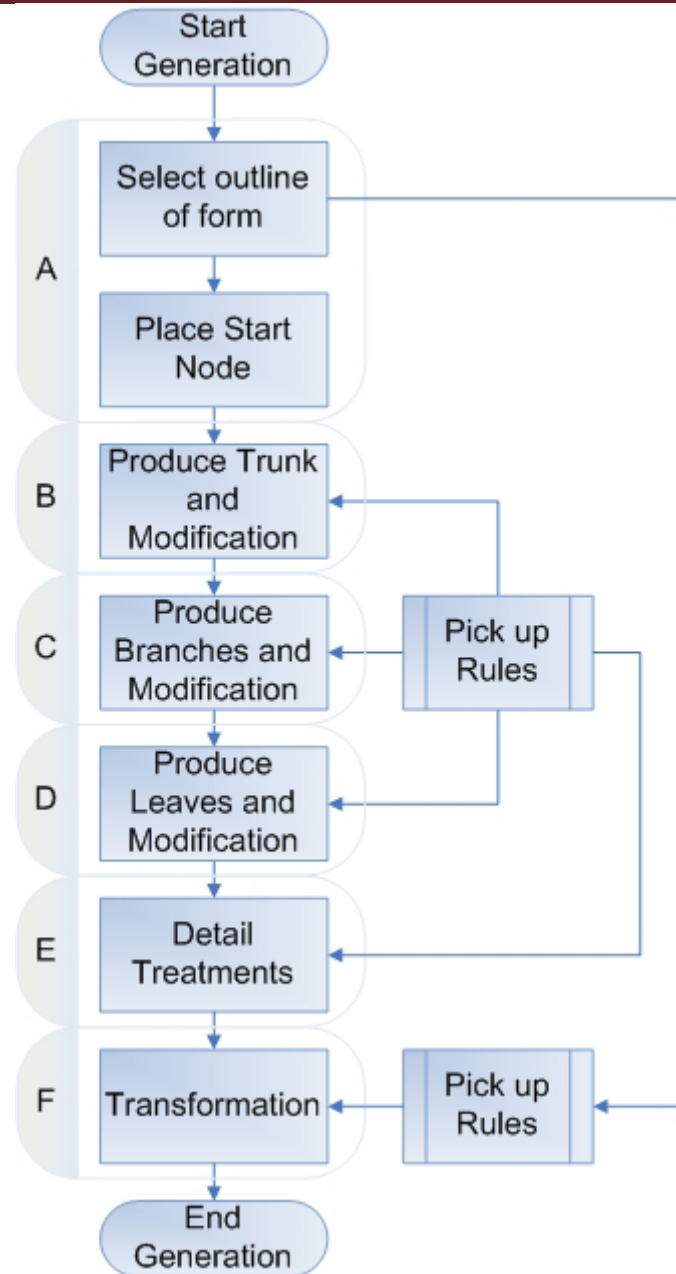 Start
Generation
Select outline
of form
A
Place Start
Node
Produce Trunk
and
Modification
B
Produce
Branches and
Modification
C
Pick up
Rules
Produce
Leaves and
Modification
D
Detail
Treatments
E
Transformation
F
Pick up
Rules
End
Generation